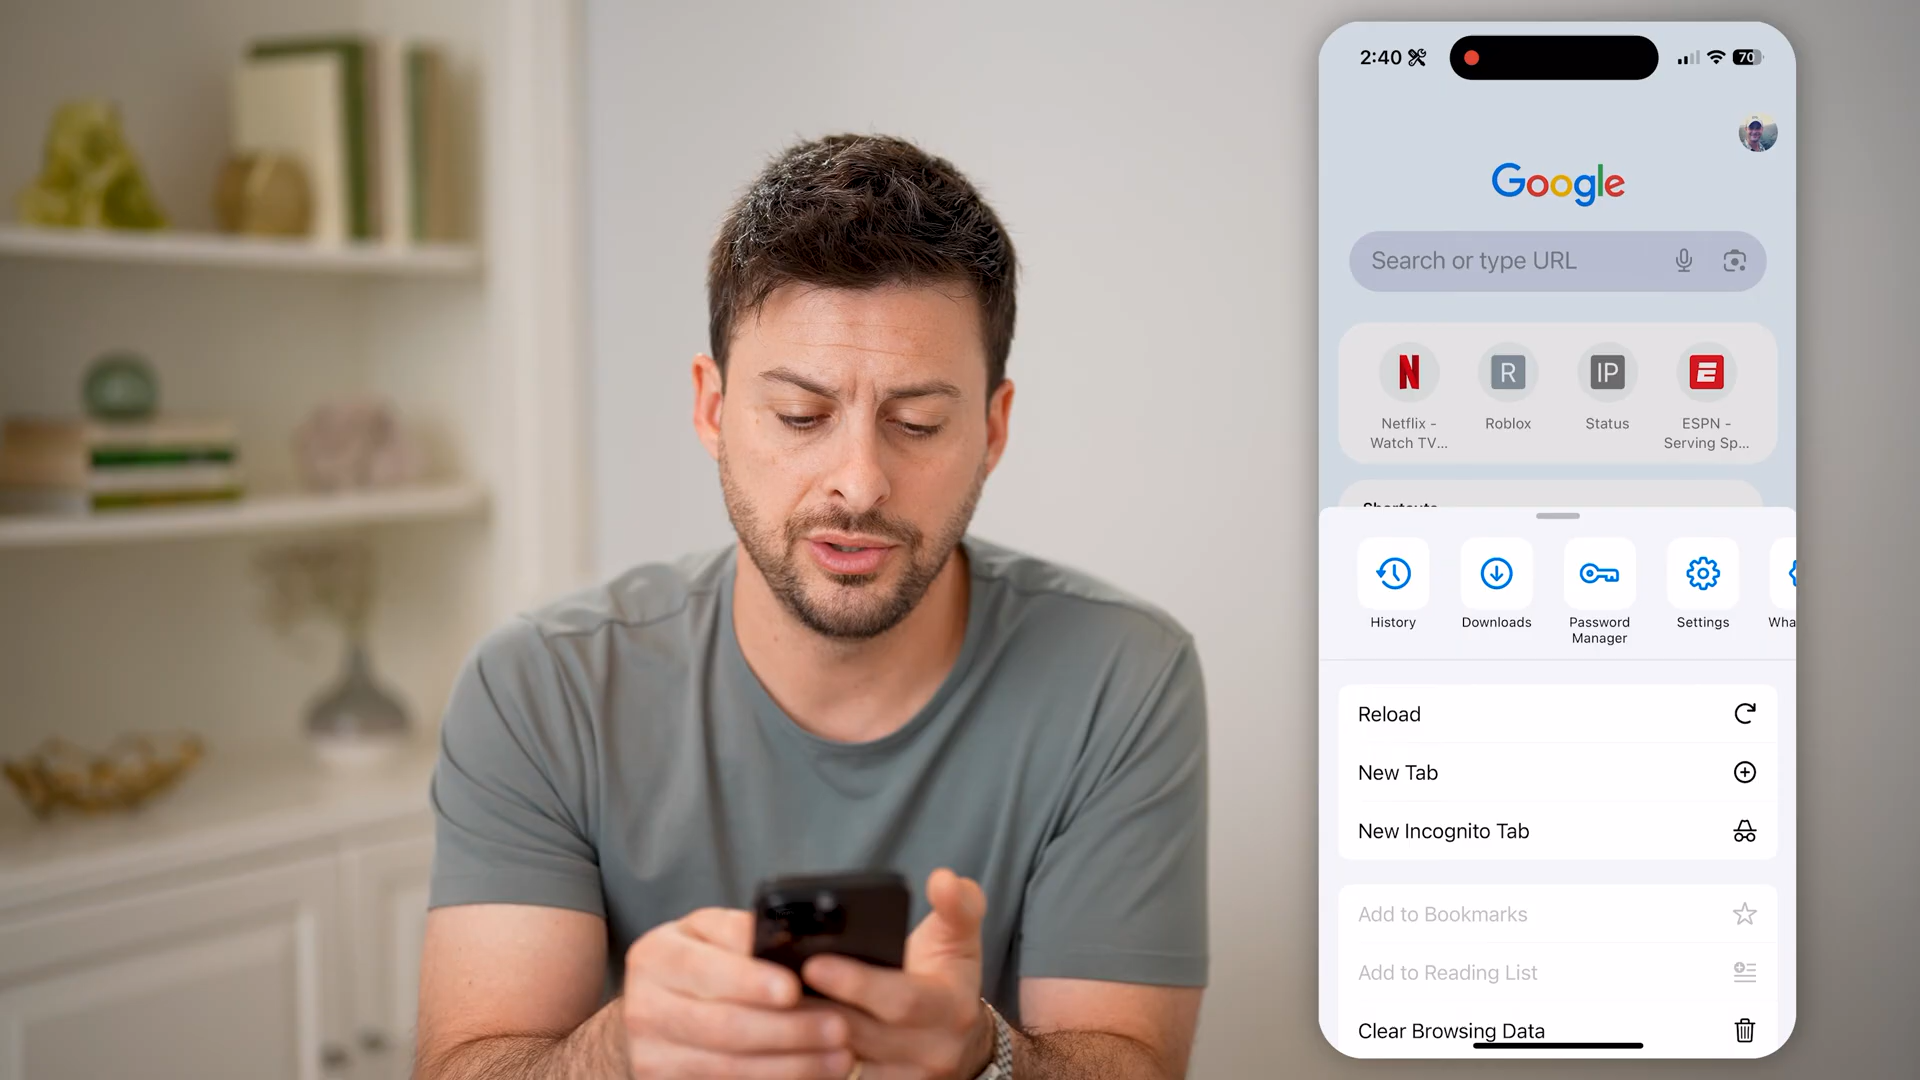 2:40
70
Google
Search or type URL
N
R
IP
E
Netflix -
Watch TV...
Roblox
Status
ESPN -
Serving Sp...
Shortcuts
History
Downloads
Password
Manager
Settings
Wha
Reload
New Tab
New Incognito Tab
Add to Bookmarks
Add to Reading List
Clear Browsing Data